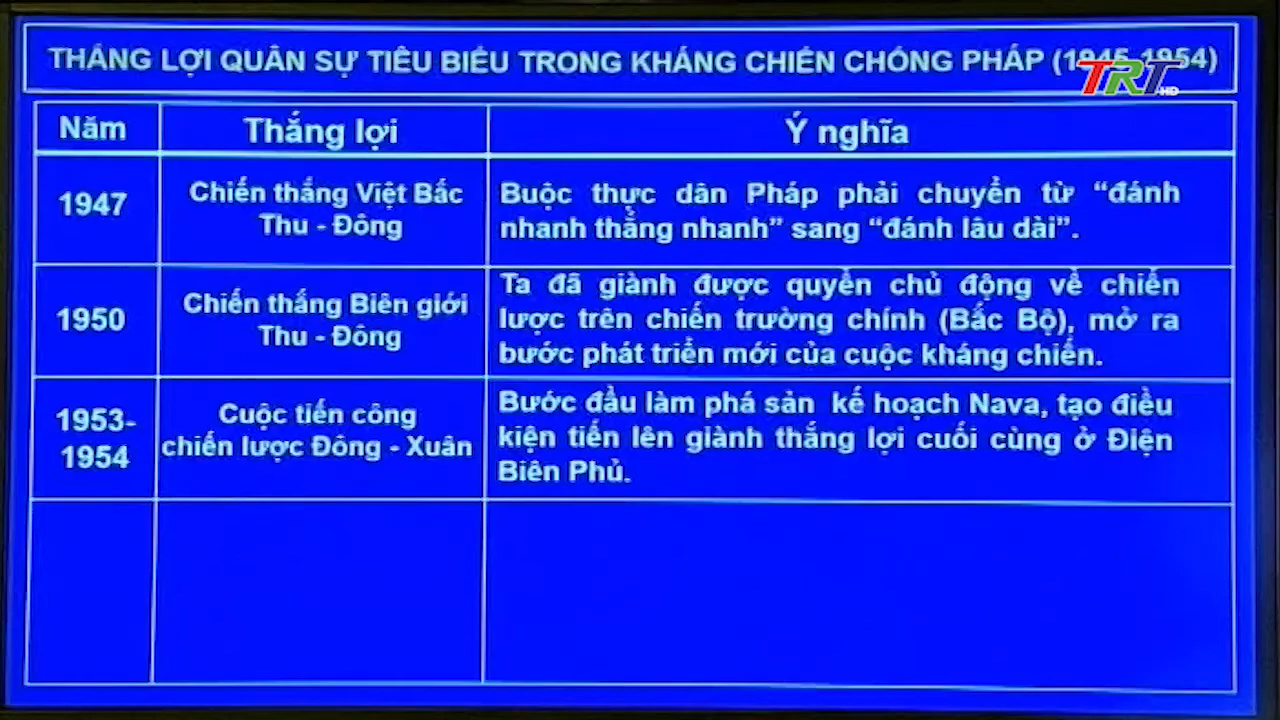 THẮNG LỢI QUÂN SỰ TIÊU BIỂU TRONG KHÁNG CHIẾN CHỐNG PHÁP (1945-1954)
TRT HD
Năm
Thắng lợi
Ý nghĩa
1947
Chiến thắng Việt Bắc
Thu - Đông
Buộc thực dân Pháp phải chuyển từ “đánh
nhanh thắng nhanh” sang “đánh lâu dài”.
1950
Chiến thắng Biên giới
Thu - Đông
Ta đã giành được quyền chủ động về chiến
lược trên chiến trường chính (Bắc Bộ), mở ra
bước phát triển mới của cuộc kháng chiến.
1953-
1954
Cuộc tiến công
chiến lược Đông - Xuân
Bước đầu làm phá sản kế hoạch Nava, tạo điều
kiện tiến lên giành thắng lợi cuối cùng ở Điện
Biên Phủ.